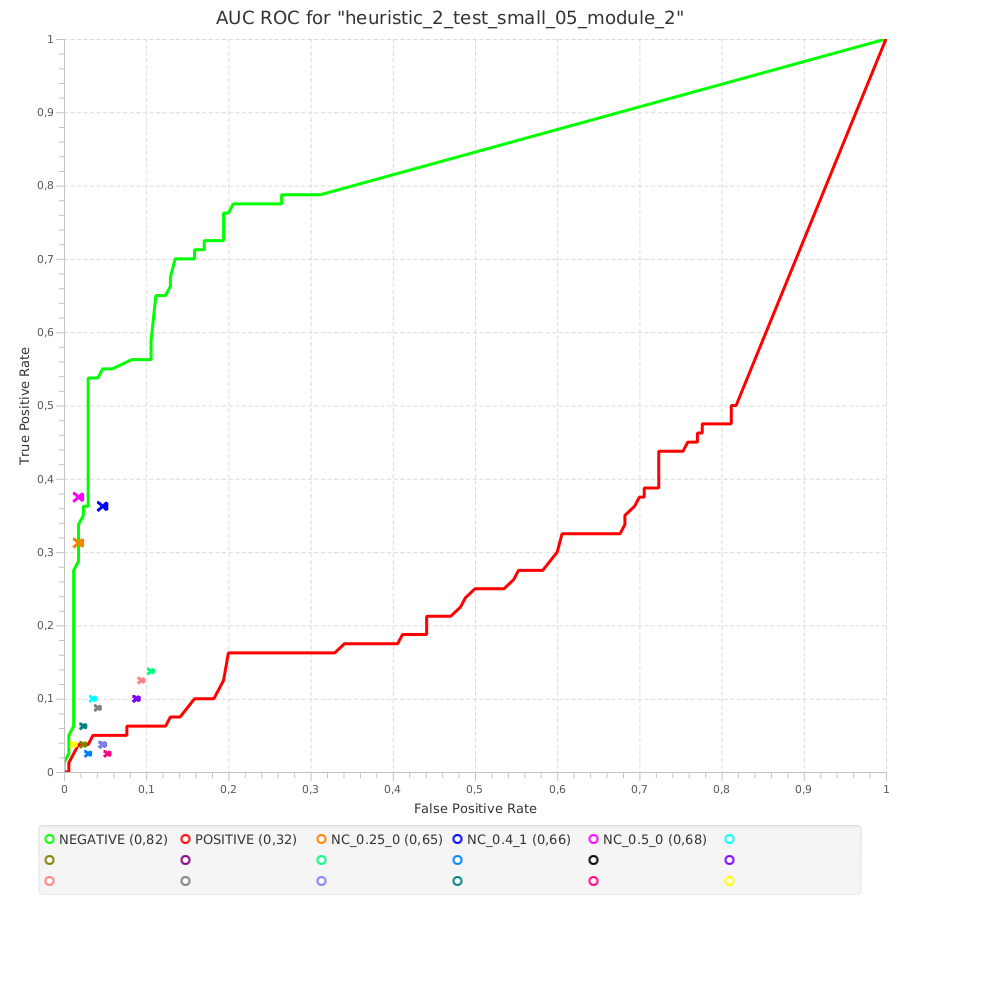 AUC ROC for "heuristic_2_test_small_05_module_2"
True Positive Rate
1
0,9
0,8
0,7
0,6
0,5
0,4
0,3
0,2
0,1
0
0 0,1 0,2 0,3 0,4 0,5 0,6 0,7 0,8 0,9 1
False Positive Rate
NEGATIVE (0,82) POSITIVE (0,32) NC_0.25_0 (0,65) NC_0.4_1 (0,66) NC_0.5_0 (0,68)